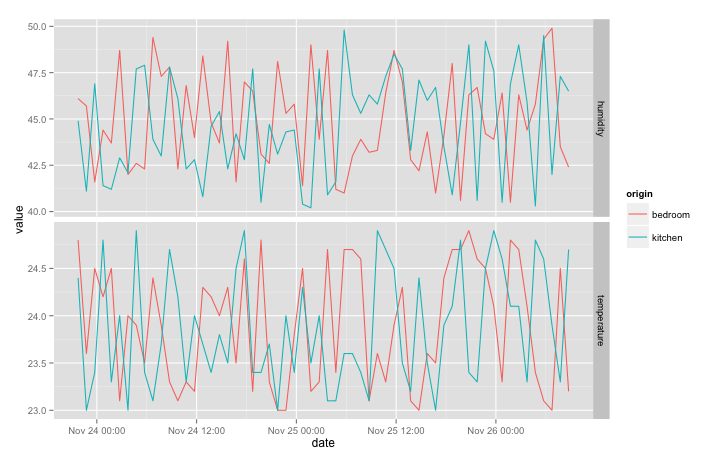 50.0
47.5
45.0
42.5
40.0
humidity
value
24.5
24.0
23.5
23.0
temperature
Nov 24 00:00 Nov 24 12:00 Nov 25 00:00 Nov 25 12:00 Nov 26 00:00
date
origin
bedroom
kitchen